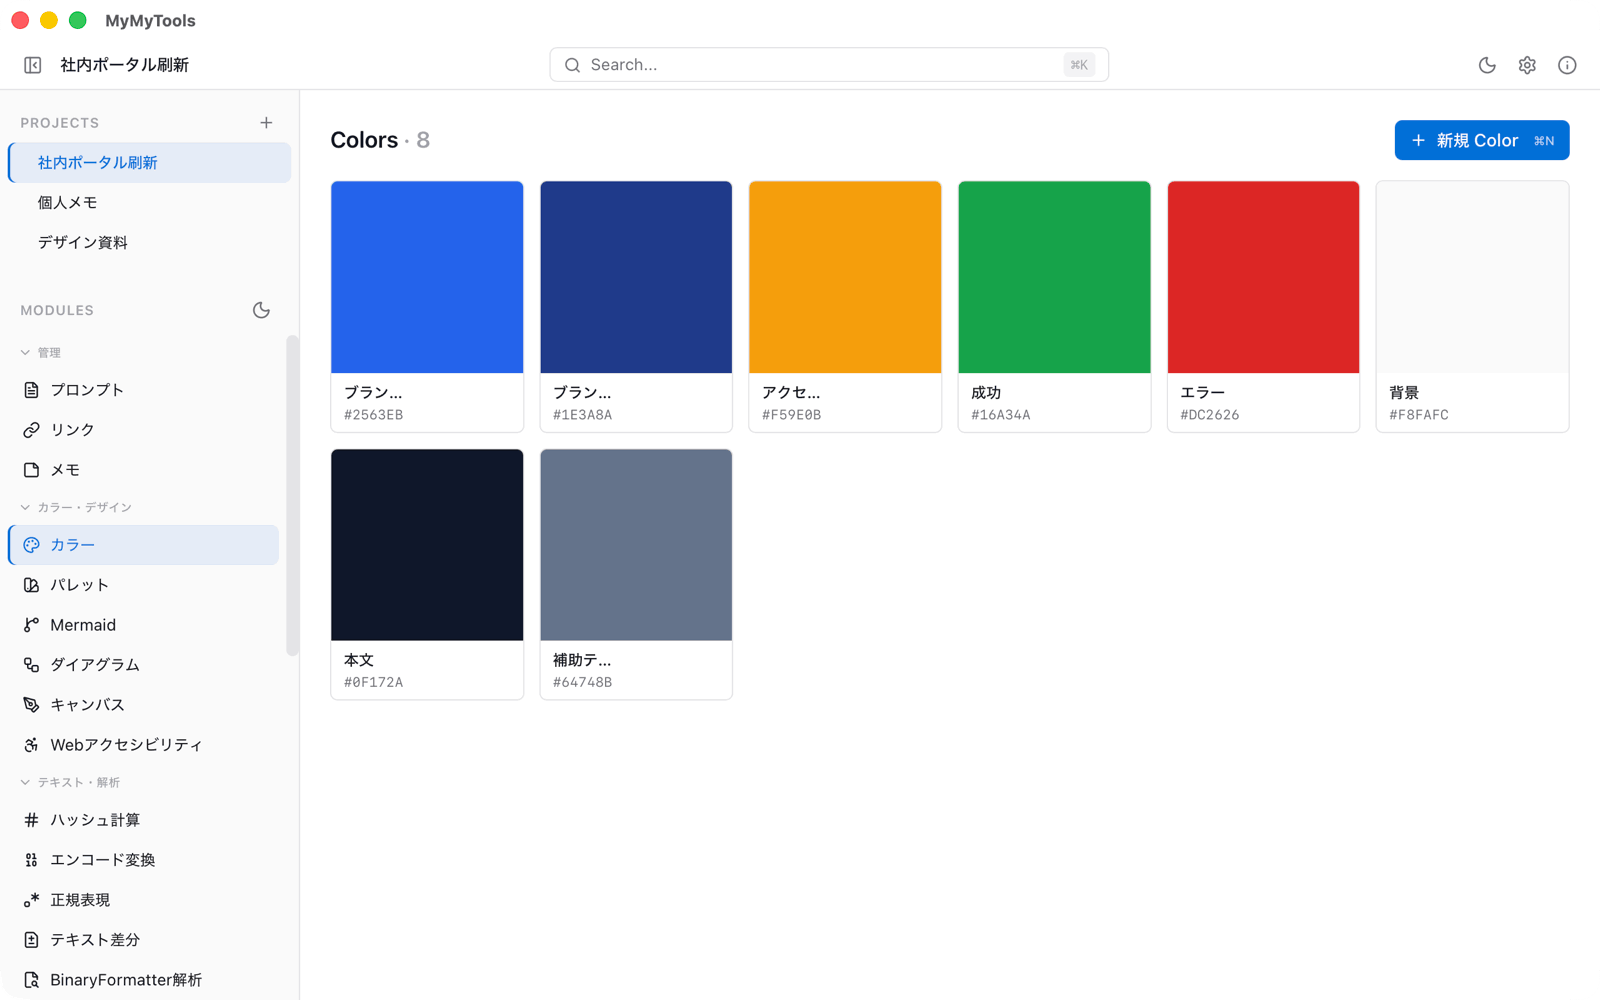 MyMyTools
社内ポータル刷新
Search...
⌘K
PROJECTS
社内ポータル刷新
個人メモ
デザイン資料
MODULES
管理
プロンプト
リンク
メモ
カラー・デザイン
カラー
パレット
Mermaid
ダイアグラム
キャンバス
Webアクセシビリティ
テキスト・解析
ハッシュ計算
エンコード変換
正規表現
テキスト差分
BinaryFormatter解析
Colors · 8
新規 Color ⌘N
ブラン...
#2563EB
ブラン...
#1E3A8A
アクセ...
#F59E0B
成功
#16A34A
エラー
#DC2626
背景
#F8FAFC
本文
#0F172A
補助テ...
#64748B